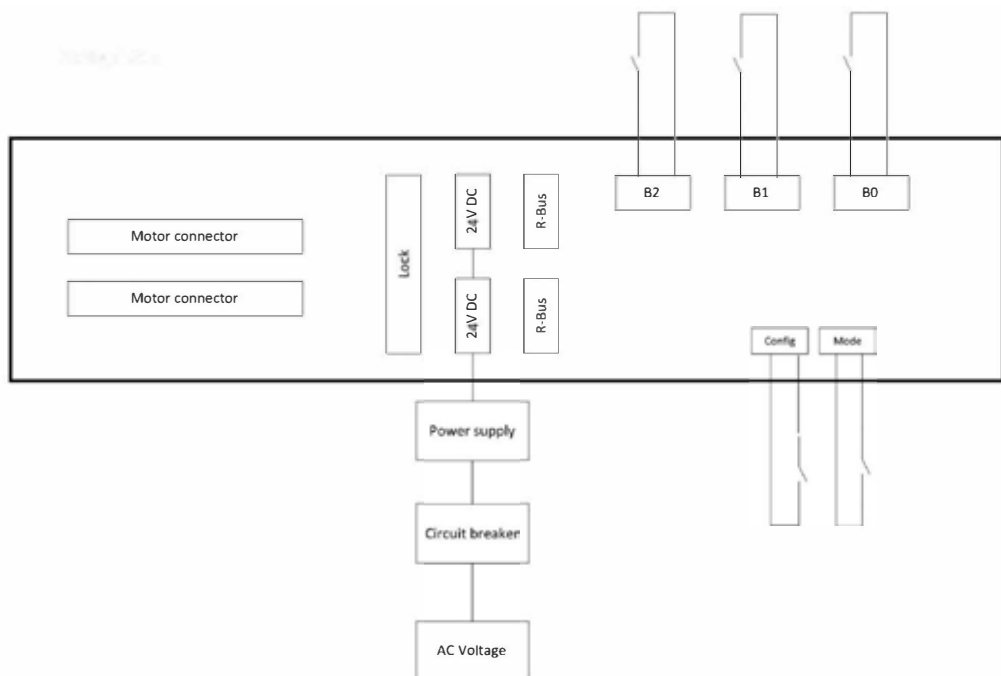 B2
B1
B0
Motor connector
Motor connector
Lock
24V DC
24V DC
R-Bus
R-Bus
Config
Mode
Power supply
Circuit breaker
AC Voltage